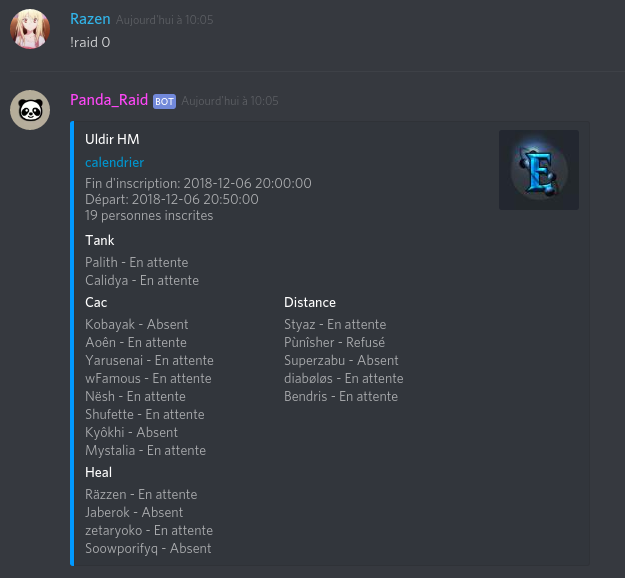 Razen Aujourd'hui à 10:05
!raid 0
Panda_Raid BOT Aujourd'hui à 10:05
Uldir HM
calendrier
Fin d'inscription: 2018-12-06 20:00:00
Départ: 2018-12-06 20:50:00
19 personnes inscrites
E
Tank
Palith - En attente
Calidya - En attente
Cac
Kobayak - Absent
Aoên - En attente
Yarusenai - En attente
wFamous - En attente
Nësh - En attente
Shufette - En attente
Kyôkhi - Absent
Mystalia - En attente
Distance
Styaz - En attente
Pùnîsher - Refusé
Superzabu - Absent
diabøløs - En attente
Bendris - En attente
Heal
Räzzen - En attente
Jaberok - Absent
zetaryoko - En attente
Soowporifyq - Absent